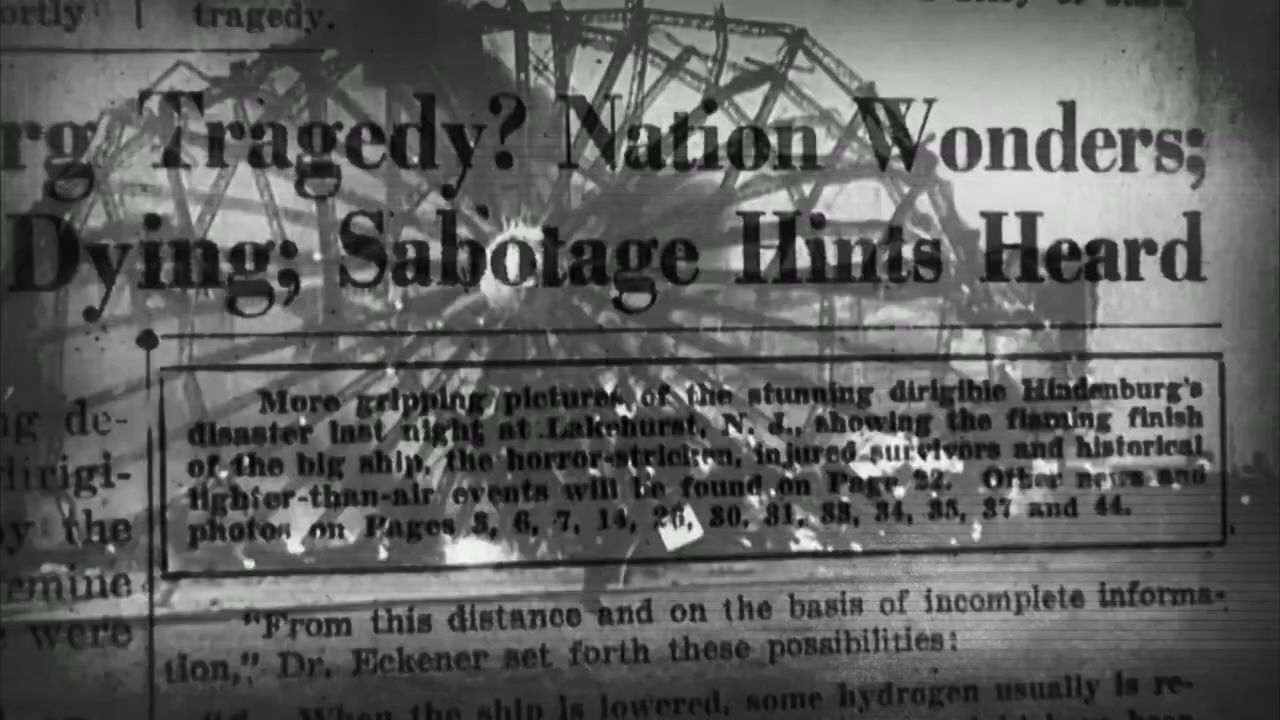 ortly
tragedy.
rg Tragedy? Nation Wonders;
Dying; Sabotage Hints Heard
More gripping pictures of the stunning dirigible Hindenburg's
disaster last night at Lakehurst, N. J., showing the flaming finish
of the big ship, the horror-stricken, injured survivors and historical
lighter-than-air events will be found on Page 22. Other news and
photos on Pages 3, 6, 7, 14, 26, 30, 31, 33, 34, 35, 37 and 44.
ng de-
dirigi-
y the
emine
were
"From this distance and on the basis of incomplete informa-
tion," Dr. Eckener set forth these possibilities:
When the ship is lowered, some hydrogen usually is re-